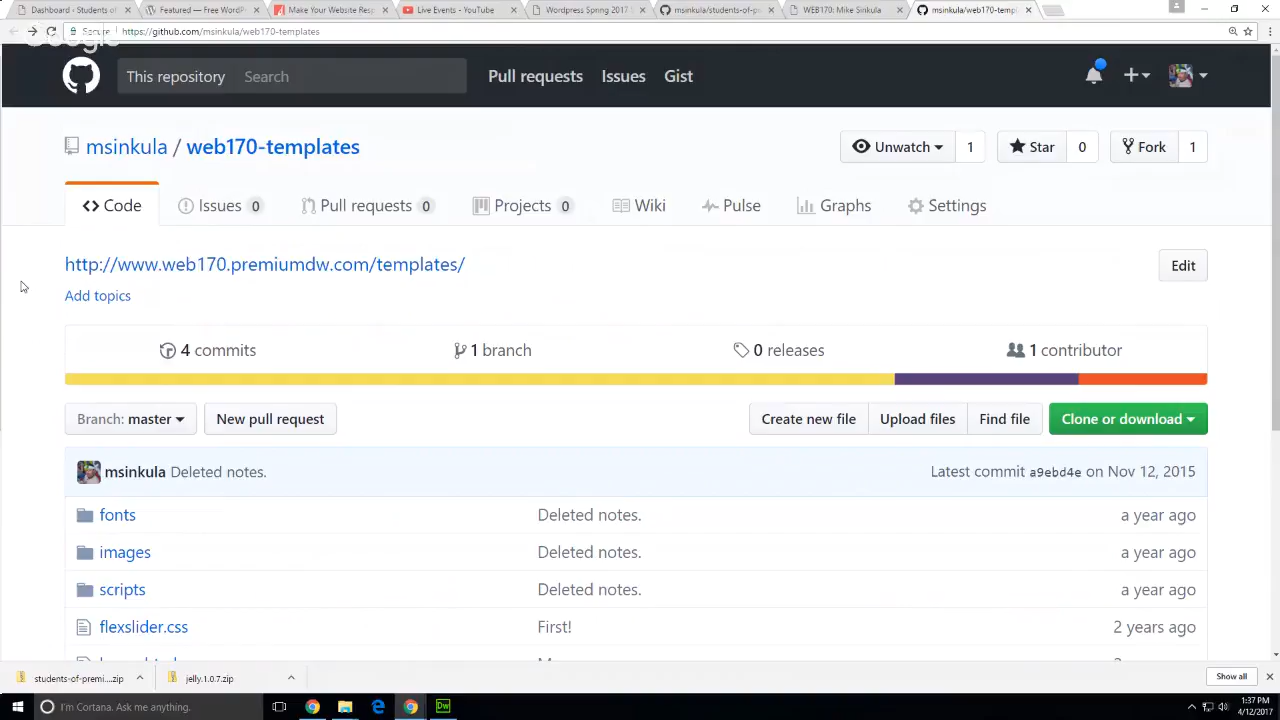 Dashboard ‹ Students of
Featured — Free WordP
Make Your Website Resp
Live Events - YouTube
Wordpress Spring 2017 S
msinkula/students-of-pr
WEB170: Mike Sinkula
msinkula/web170-templ
Google
Secure
https://github.com/msinkula/web170-templates
This repository
Search
Pull requests
Issues
Gist
msinkula / web170-templates
Unwatch
1
Star
0
Fork
1
Code
Issues 0
Pull requests 0
Projects 0
Wiki
Pulse
Graphs
Settings
http://www.web170.premiumdw.com/templates/
Edit
Add topics
4 commits
1 branch
0 releases
1 contributor
Branch: master
New pull request
Create new file
Upload files
Find file
Clone or download
msinkula Deleted notes.
Latest commit a9ebd4e on Nov 12, 2015
fonts
Deleted notes.
a year ago
images
Deleted notes.
a year ago
scripts
Deleted notes.
a year ago
flexslider.css
First!
2 years ago
students-of-premi....zip
jelly.1.0.7.zip
Show all
I'm Cortana. Ask me anything.
Dw
1:37 PM
4/12/2017